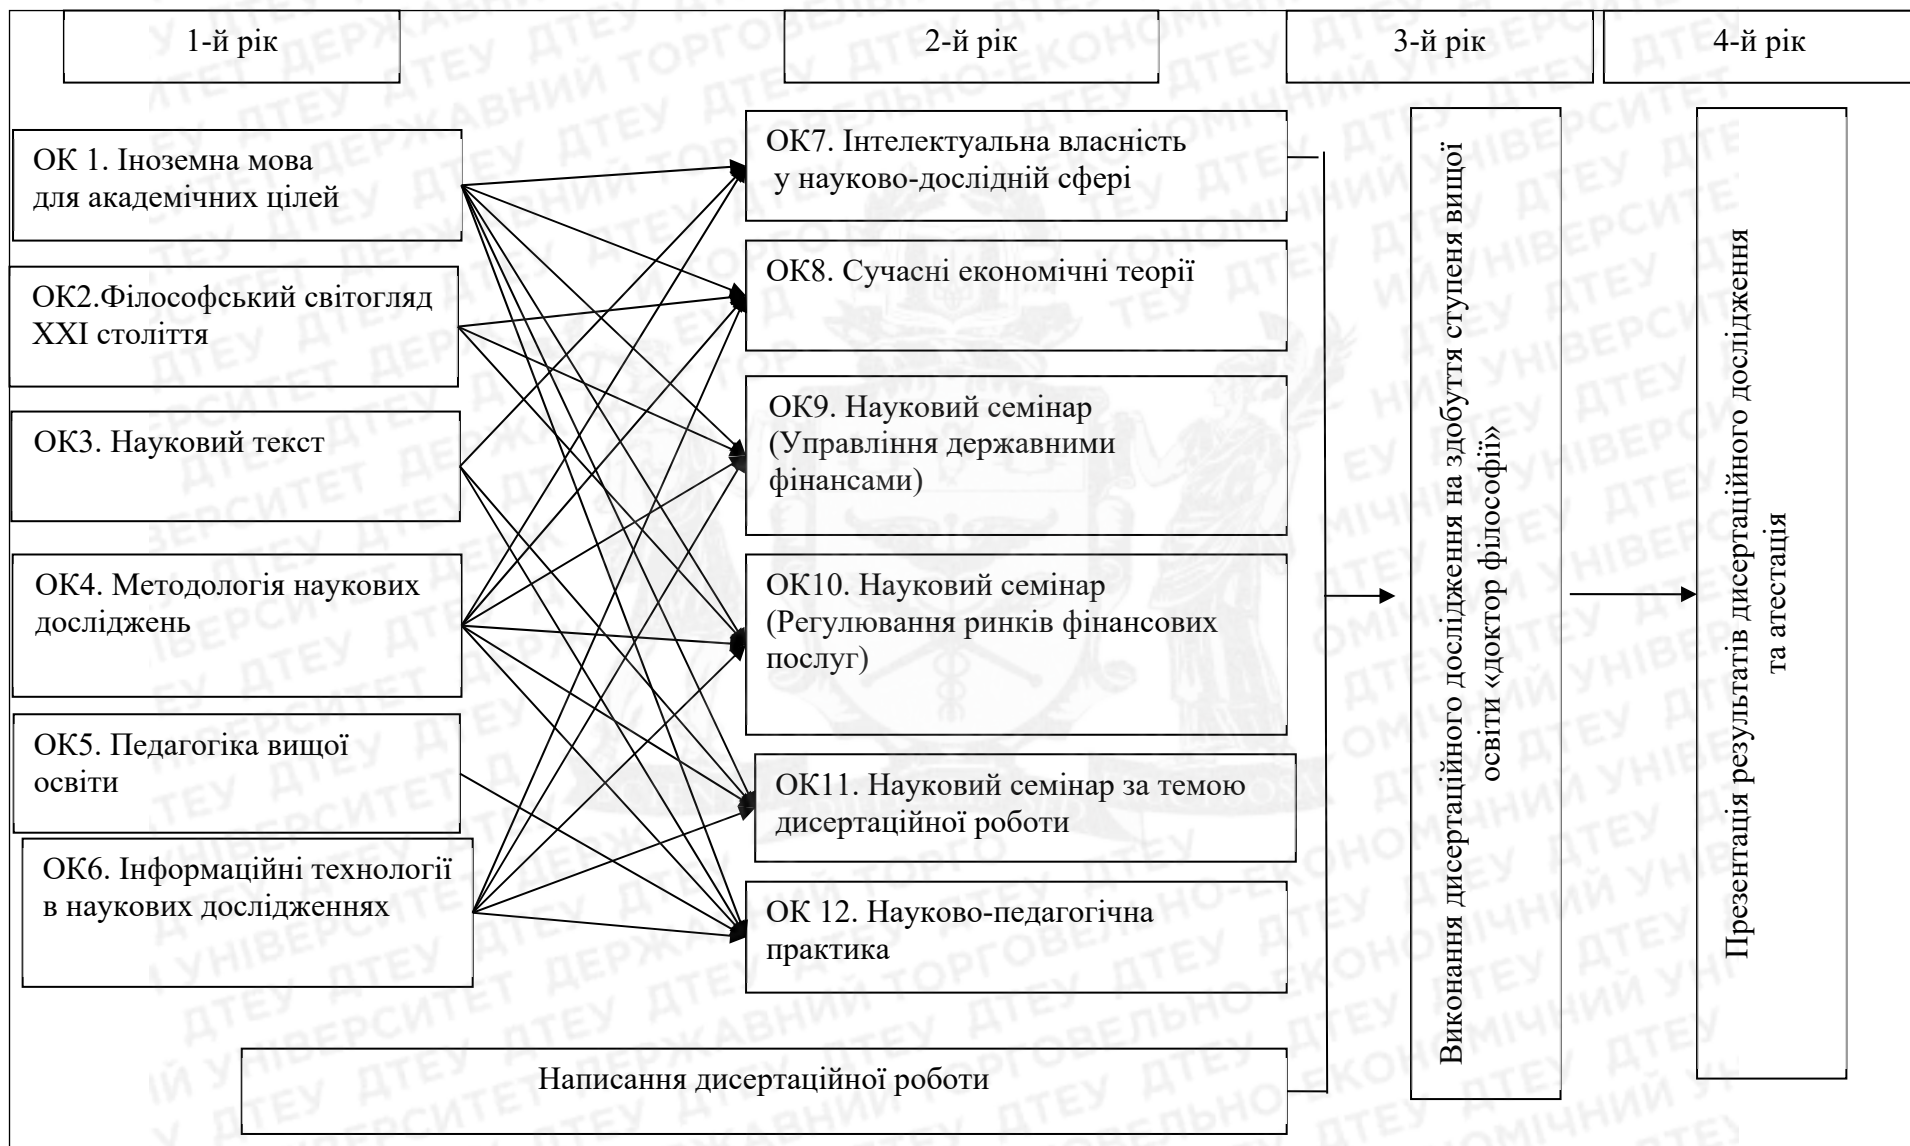 1-й рік
2-й рік
3-й рік
4-й рік
ОК 1. Іноземна мова
для академічних цілей
ОК2.Філософський світогляд
ХХІ століття
ОК3. Науковий текст
ОК4. Методологія наукових
досліджень
ОК5. Педагогіка вищої
освіти
ОК6. Інформаційні технології
в наукових дослідженнях
ОК7. Інтелектуальна власність
у науково-дослідній сфері
ОК8. Сучасні економічні теорії
ОК9. Науковий семінар
(Управління державними
фінансами)
ОК10. Науковий семінар
(Регулювання ринків фінансових
послуг)
ОК11. Науковий семінар за темою
дисертаційної роботи
ОК 12. Науково-педагогічна
практика
Написання дисертаційної роботи
Виконання дисертаційного дослідження на здобуття ступеня вищої
освіти «доктор філософії»
Презентація результатів дисертаційного дослідження
та атестація